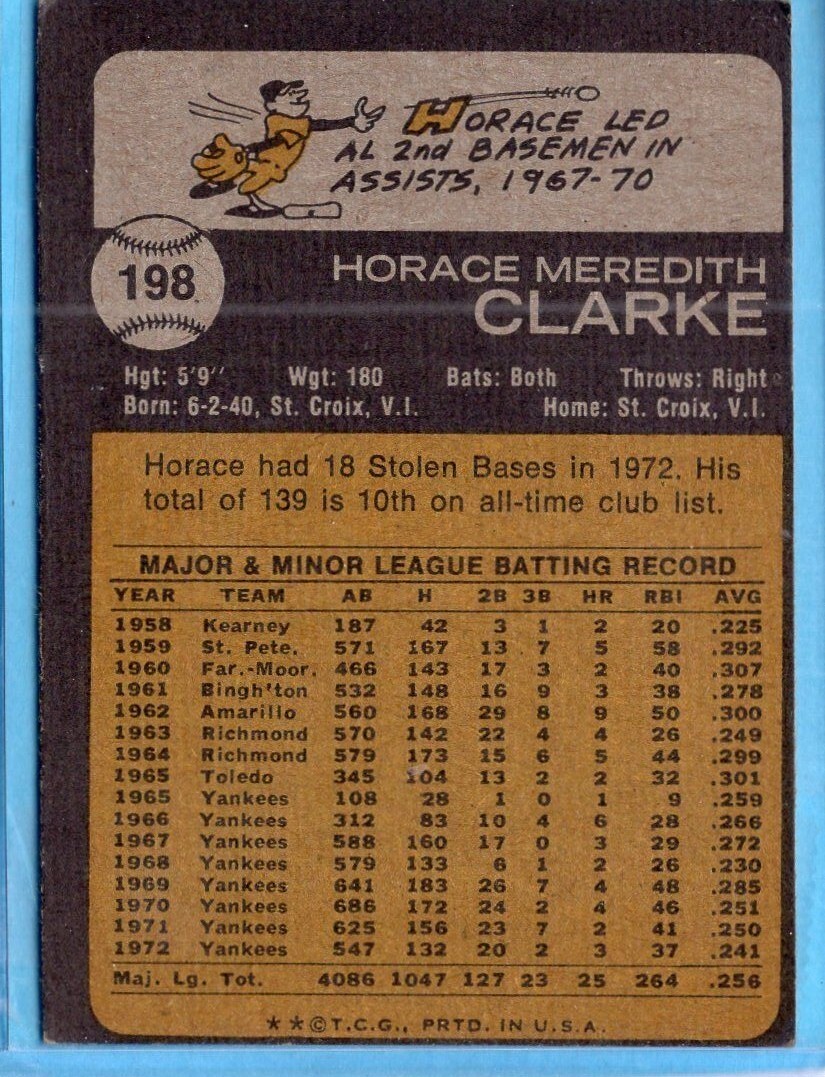 HORACE LED
AL 2nd BASEMEN IN
ASSISTS, 1967-70
198
HORACE MEREDITH
CLARKE
Hgt: 5'9" Wgt: 180 Bats: Both Throws: Right
Born: 6-2-40, St. Croix, V.I. Home: St. Croix, V.I.
Horace had 18 Stolen Bases in 1972. His
total of 139 is 10th on all-time club list.
MAJOR & MINOR LEAGUE BATTING RECORD
YEAR TEAM AB H 2B 3B HR RBI AVG
1958 Kearney 187 42 3 1 2 20 .225
1959 St. Pete. 571 167 13 7 5 58 .292
1960 Far.-Moor. 466 143 17 3 2 40 .307
1961 Bingh'ton 532 148 16 9 3 38 .278
1962 Amarillo 560 168 29 8 9 50 .300
1963 Richmond 570 142 22 4 4 26 .249
1964 Richmond 579 173 15 6 5 44 .299
1965 Toledo 345 104 13 2 2 32 .301
1965 Yankees 108 28 1 0 1 9 .259
1966 Yankees 312 83 10 4 6 28 .266
1967 Yankees 588 160 17 0 3 29 .272
1968 Yankees 579 133 6 1 2 26 .230
1969 Yankees 641 183 26 7 4 48 .285
1970 Yankees 686 172 24 2 4 46 .251
1971 Yankees 625 156 23 7 2 41 .250
1972 Yankees 547 132 20 2 3 37 .241
Maj. Lg. Tot. 4086 1047 127 23 25 264 .256
**©T.C.G., PRTD. IN U.S.A.